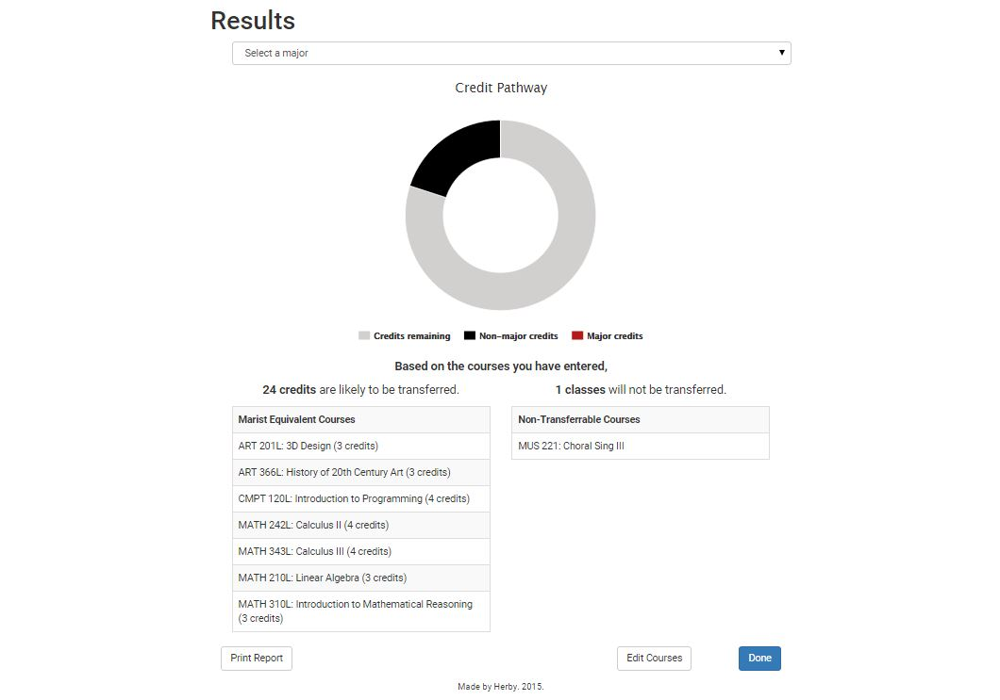 Results
Select a major
Credit Pathway
Credits remaining Non-major credits Major credits
Based on the courses you have entered,
24 credits are likely to be transferred.
Marist Equivalent Courses
ART 201L: 3D Design (3 credits)
ART 366L: History of 20th Century Art (3 credits)
CMPT 120L: Introduction to Programming (4 credits)
MATH 242L: Calculus II (4 credits)
MATH 343L: Calculus III (4 credits)
MATH 210L: Linear Algebra (3 credits)
MATH 310L: Introduction to Mathematical Reasoning
(3 credits)
1 classes will not be transferred.
Non-Transferrable Courses
MUS 221: Choral Sing III
Print Report
Edit Courses
Done
Made by Herby. 2015.